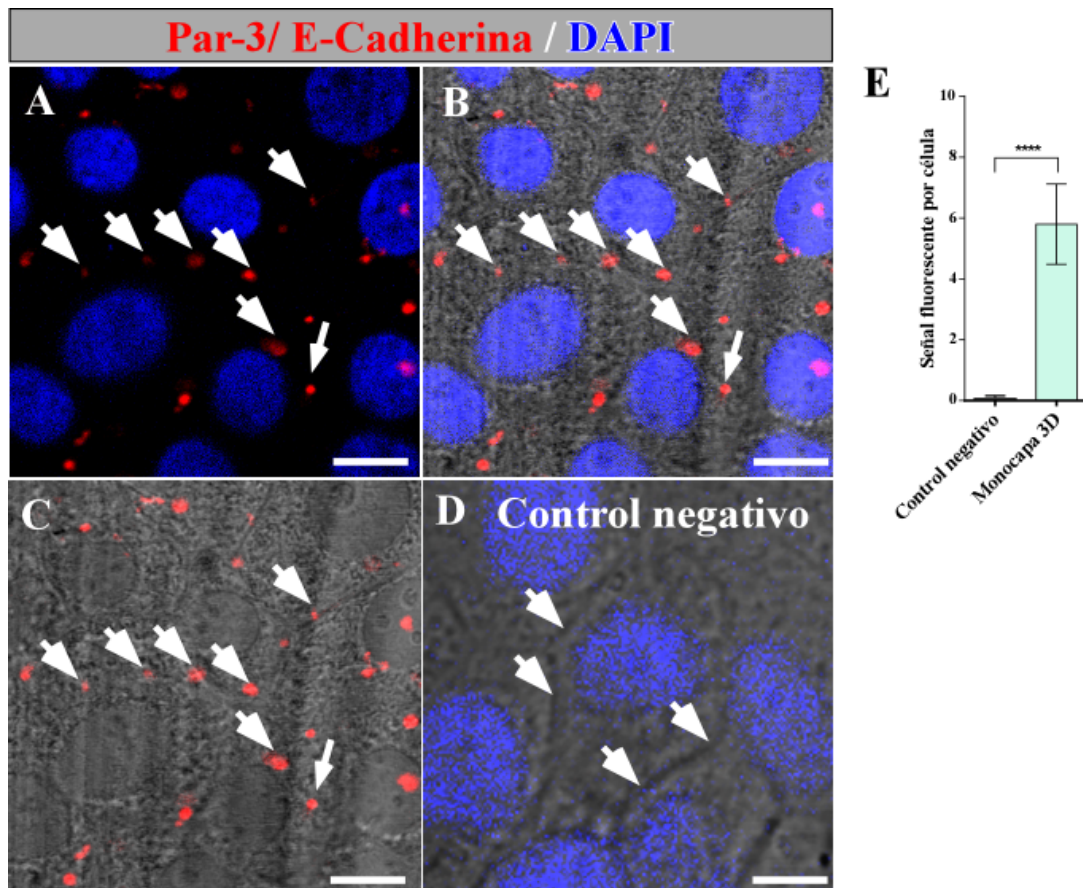 Par-3/ E-Cadherina / DAPI
A
B
C
D Control negativo
E
Señal fluorescente por célula
10
8
6
4
2
0
****
Control negativo
Monocapa 3D